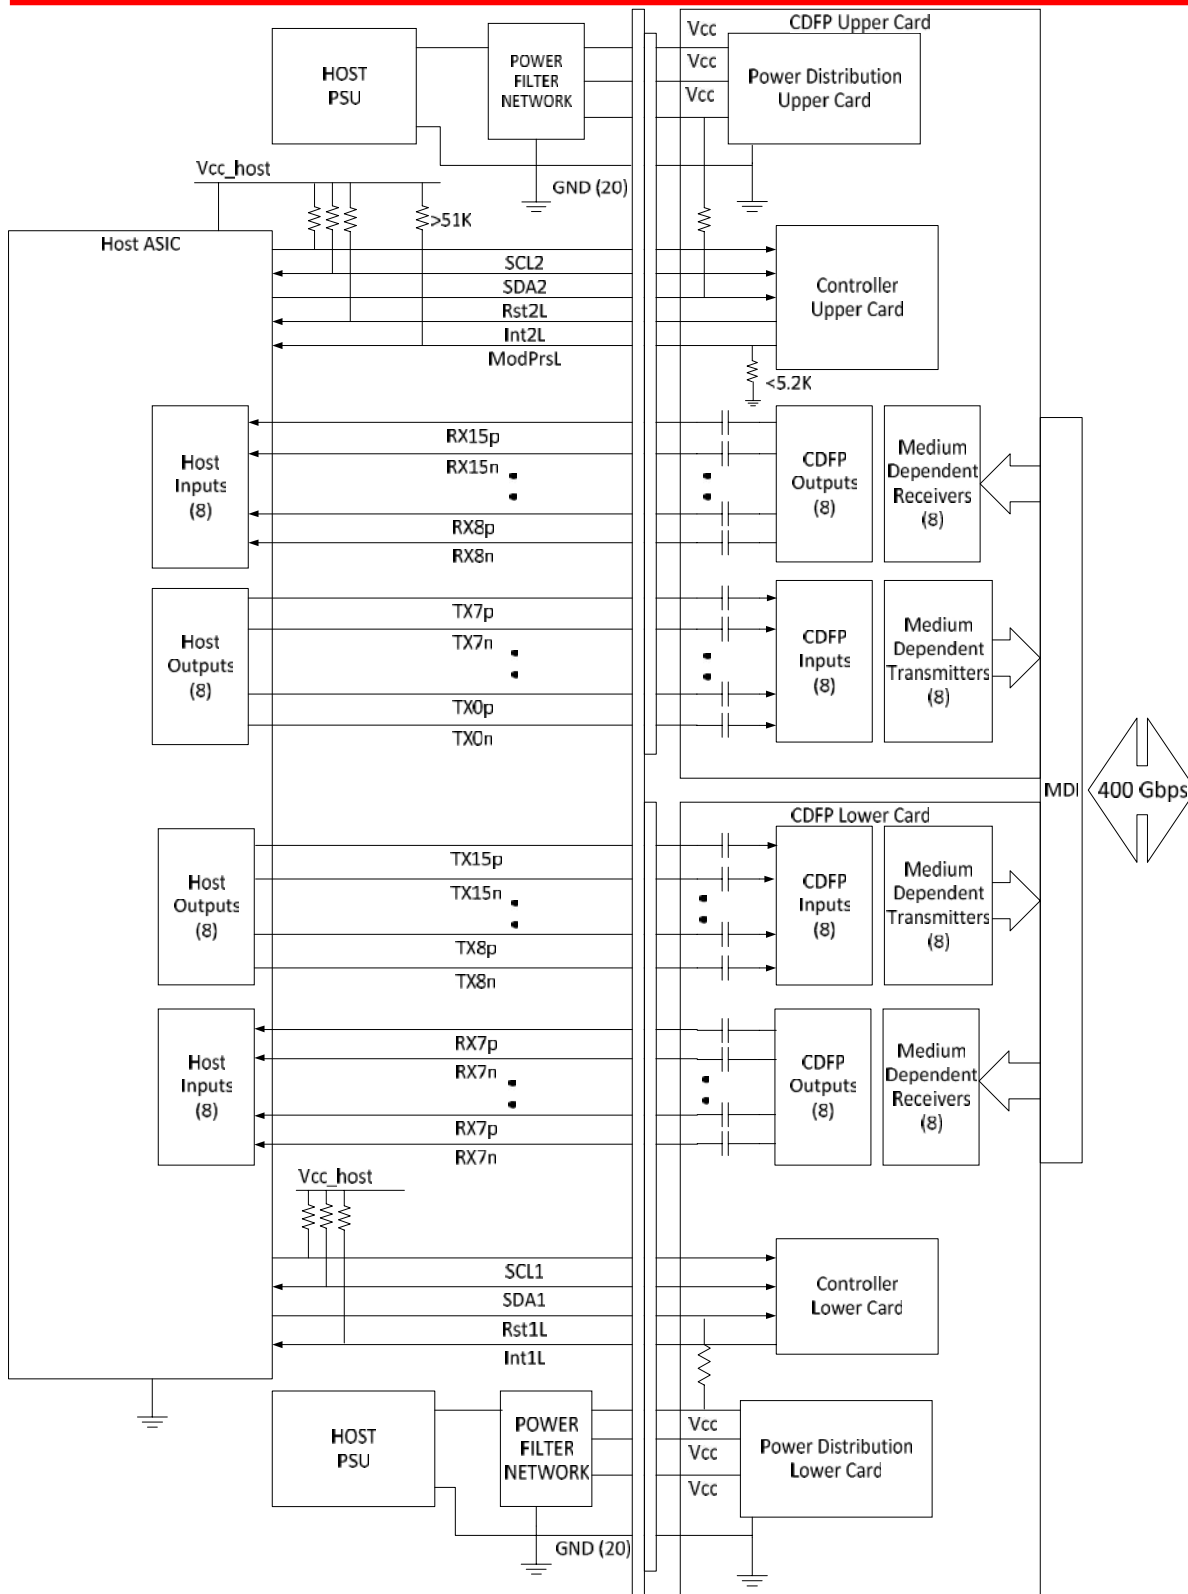 CDFP Upper Card
Vcc
Vcc
Vcc
HOST
PSU
POWER
FILTER
NETWORK
Power Distribution
Upper Card
Vcc_host
GND (20)
>51K
Host ASIC
SCL2
SDA2
Rst2L
Int2L
ModPrsL
Controller
Upper Card
<5.2K
Host
Inputs
(8)
RX15p
RX15n
RX8p
RX8n
CDFP
Outputs
(8)
Medium
Dependent
Receivers
(8)
Host
Outputs
(8)
TX7p
TX7n
TX0p
TX0n
CDFP
Inputs
(8)
Medium
Dependent
Transmitters
(8)
MDI
400 Gbps
CDFP Lower Card
Host
Outputs
(8)
TX15p
TX15n
TX8p
TX8n
CDFP
Inputs
(8)
Medium
Dependent
Transmitters
(8)
Host
Inputs
(8)
RX7p
RX7n
RX7p
RX7n
CDFP
Outputs
(8)
Medium
Dependent
Receivers
(8)
Vcc_host
SCL1
SDA1
Rst1L
Int1L
Controller
Lower Card
HOST
PSU
POWER
FILTER
NETWORK
Vcc
Vcc
Vcc
Power Distribution
Lower Card
GND (20)